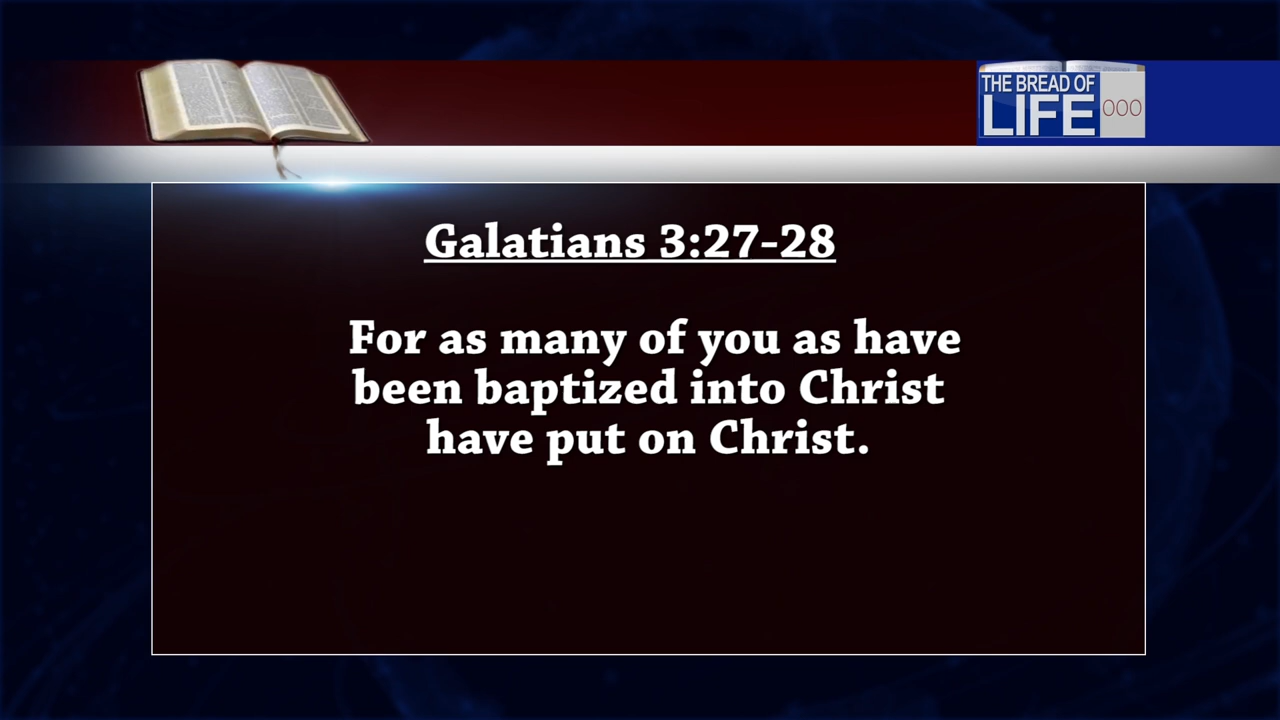 THE BREAD OF
LIFE
000
Galatians 3:27-28
For as many of you as have
been baptized into Christ
have put on Christ.